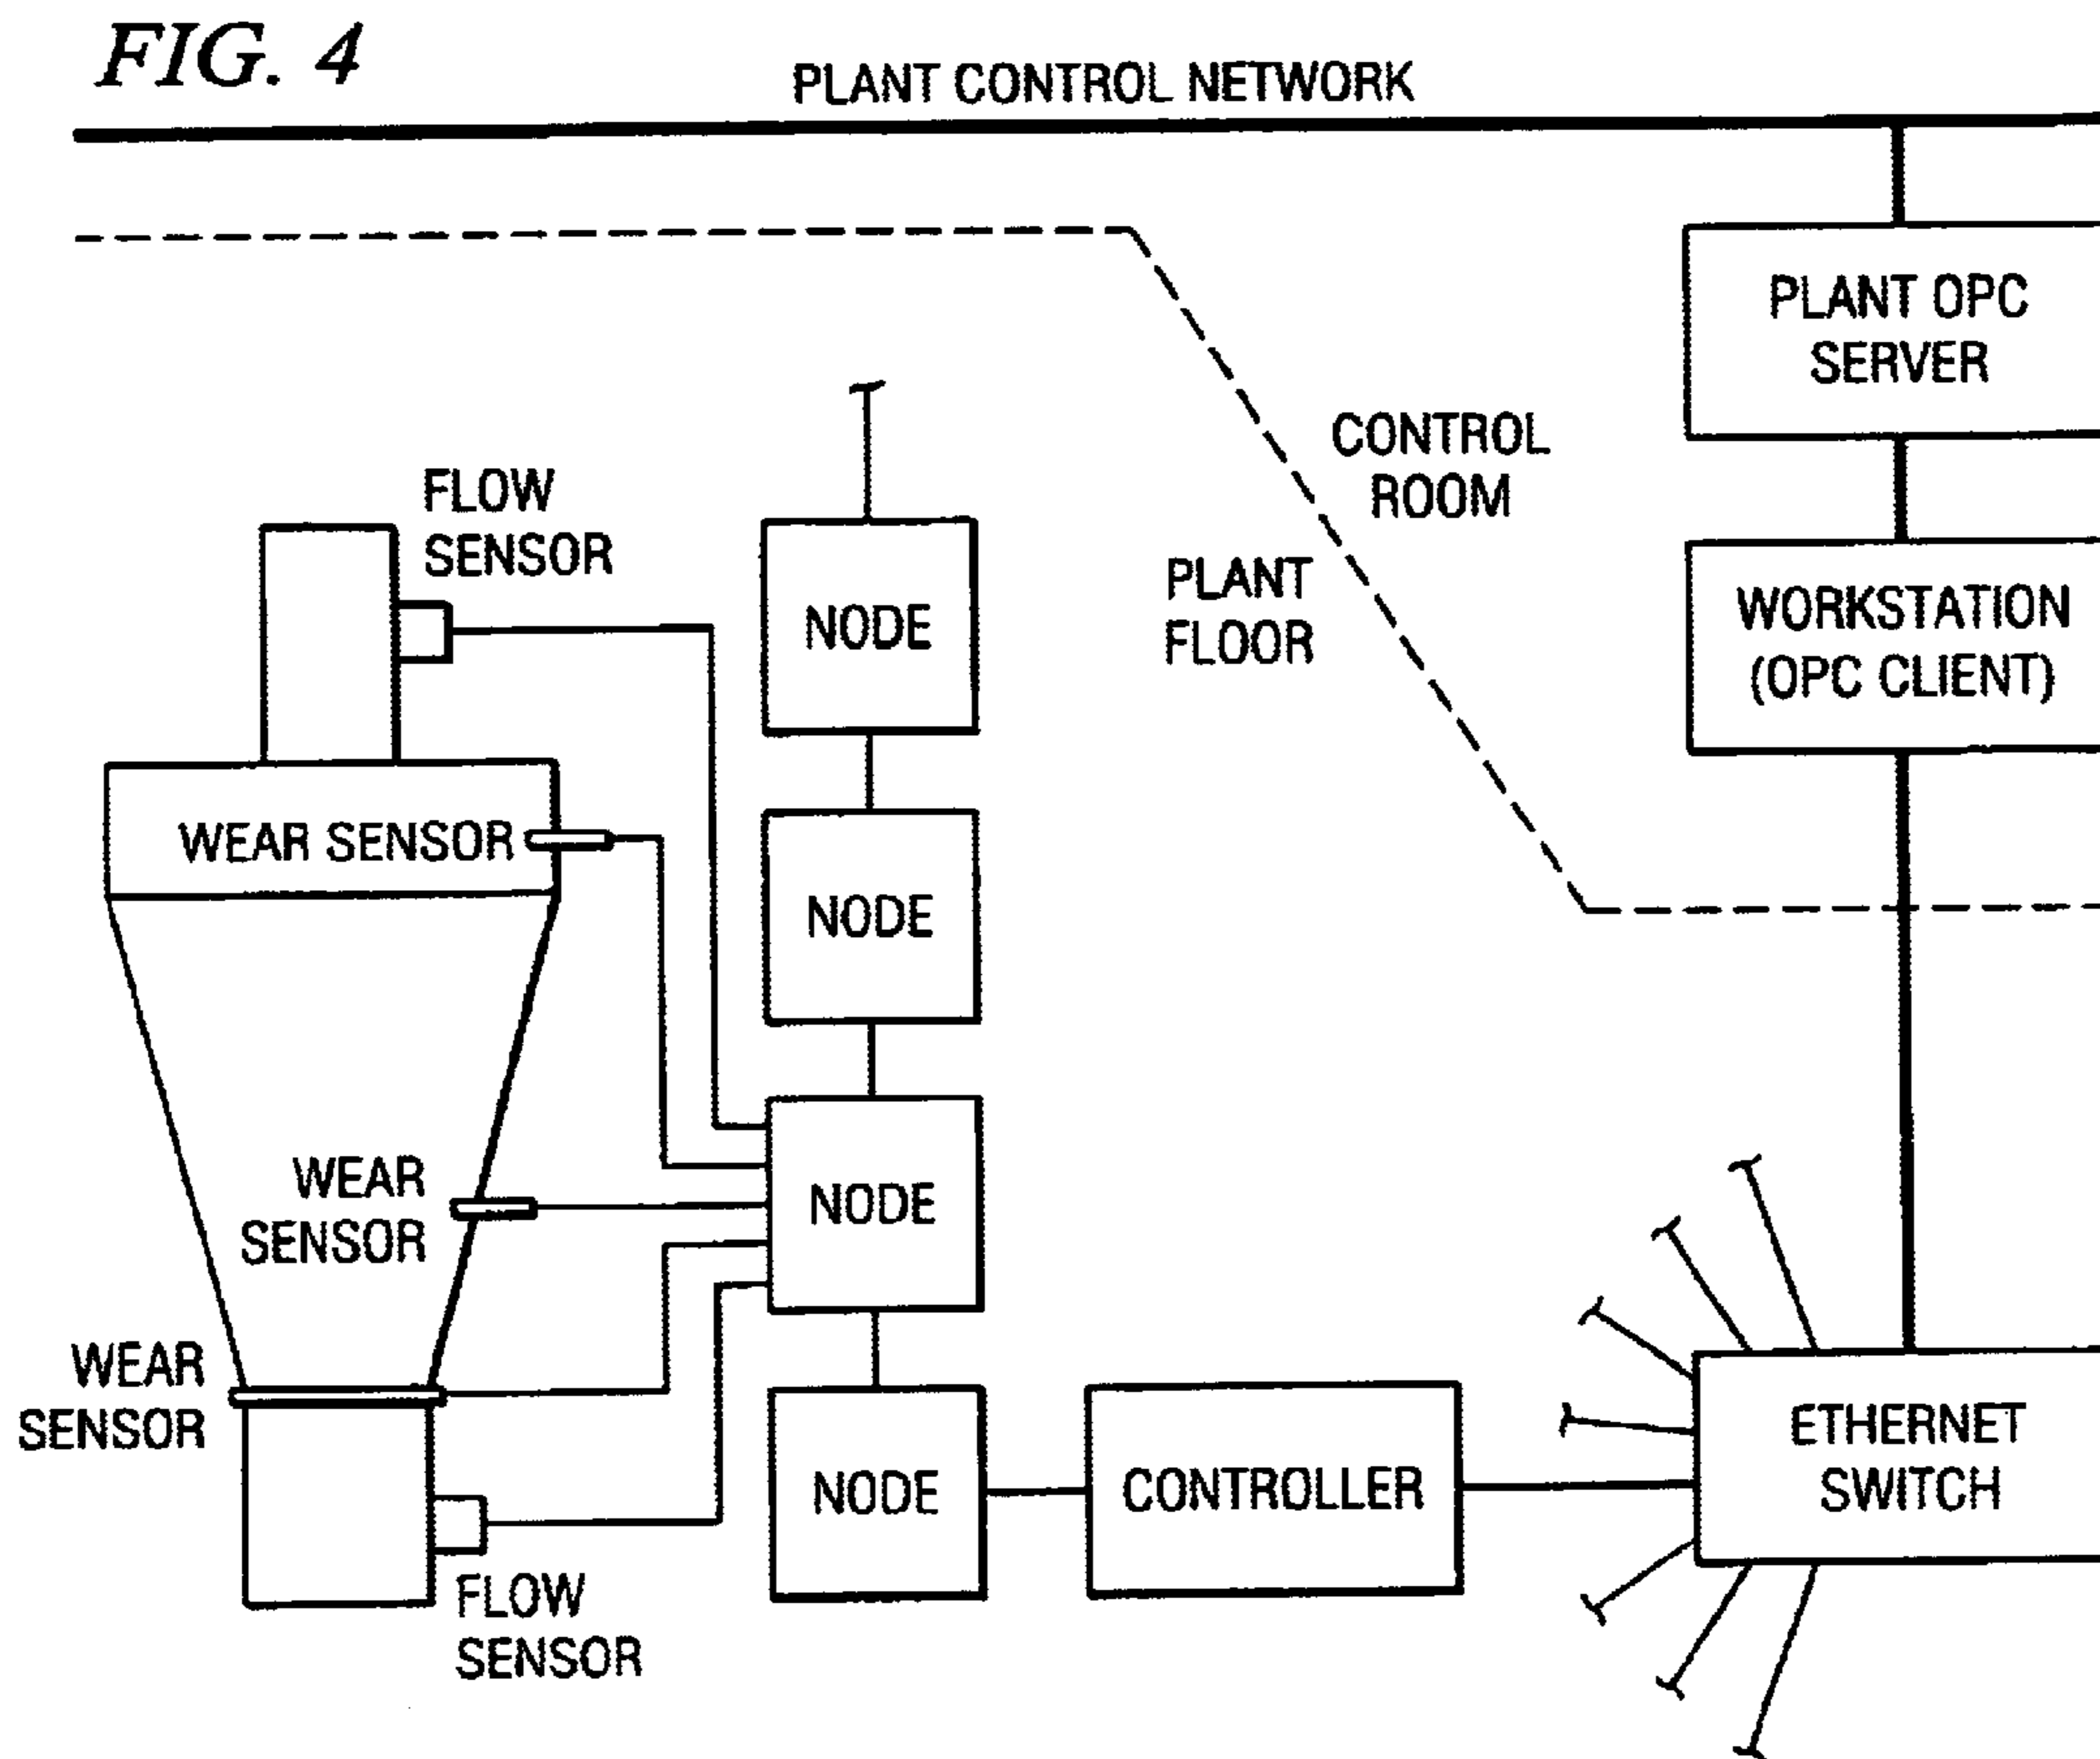 FIG. 4
PLANT CONTROL NETWORK
PLANT OPC
SERVER
CONTROL
ROOM
FLOW
SENSOR
PLANT
FLOOR
NODE
WORKSTATION
(OPC CLIENT)
WEAR SENSOR
NODE
WEAR
SENSOR
NODE
WEAR
SENSOR
NODE
CONTROLLER
ETHERNET
SWITCH
FLOW
SENSOR